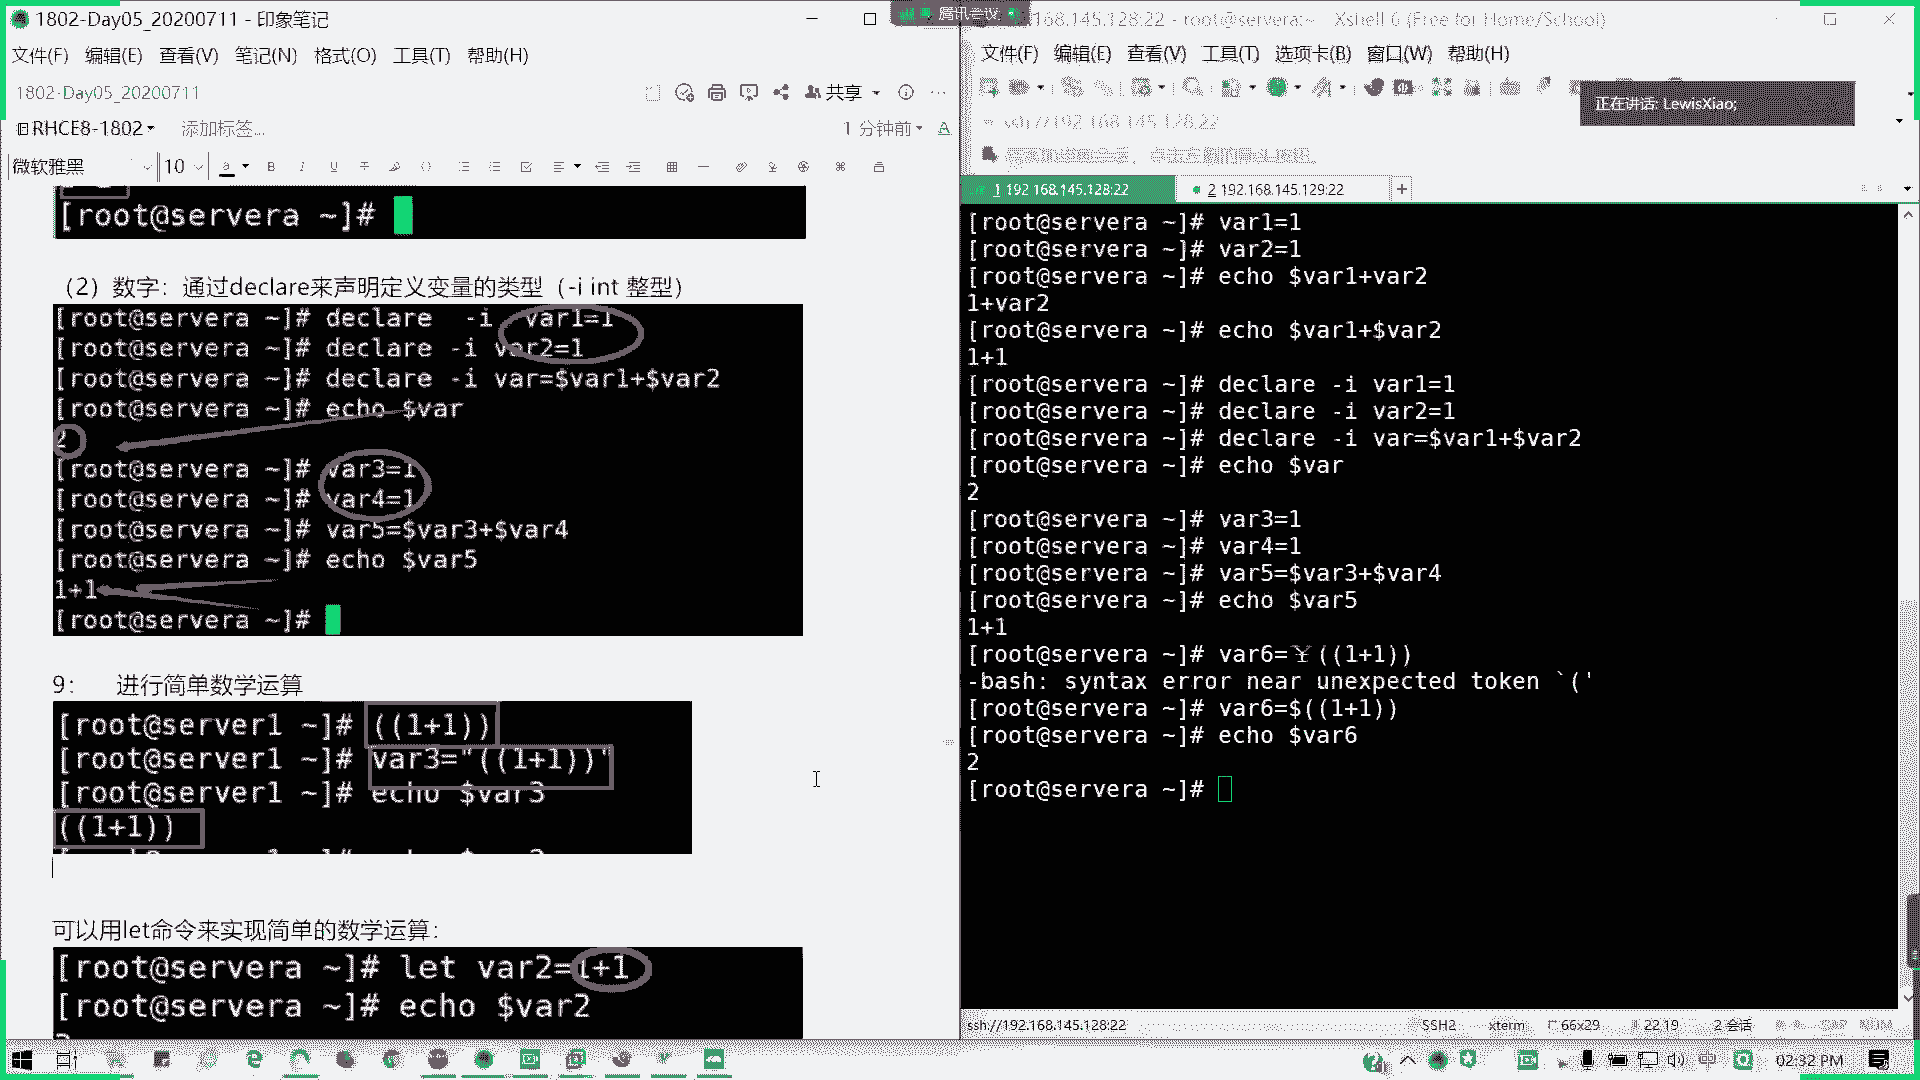 1802-Day05_20200711 - 印象笔记
文件(F) 编辑(E) 查看(V) 笔记(N) 格式(O) 工具(T) 帮助(H)
1802-Day05_20200711
共享
RHCE8-1802
添加标签...
1 分钟前
微软雅黑
10
[root@servera ~]#
（2）数字：通过declare来声明定义变量的类型（-i int 整型）
[root@servera ~]# declare  -i  var1=1
[root@servera ~]# declare -i var2=1
[root@servera ~]# declare -i var=$var1+$var2
[root@servera ~]# echo $var
2
[root@servera ~]# var3=1
[root@servera ~]# var4=1
[root@servera ~]# var5=$var3+$var4
[root@servera ~]# echo $var5
1+1
[root@servera ~]#
9： 进行简单数学运算
[root@server1 ~]# ((1+1))
[root@server1 ~]# var3="((1+1))"
[root@server1 ~]# echo $var3
((1+1))
可以用let命令来实现简单的数学运算：
[root@servera ~]# let var2=1+1
[root@servera ~]# echo $var2
腾讯会议
192.168.145.128:22 - root@servera:~ - Xshell 6 (Free for Home/School)
文件(F) 编辑(E) 查看(V) 工具(T) 选项卡(B) 窗口(W) 帮助(H)
正在讲话: LewisXiao;
192.168.145.128:22
1 192.168.145.128:22
2 192.168.145.129:22
[root@servera ~]# var1=1
[root@servera ~]# var2=1
[root@servera ~]# echo $var1+var2
1+var2
[root@servera ~]# echo $var1+$var2
1+1
[root@servera ~]# declare -i var1=1
[root@servera ~]# declare -i var2=1
[root@servera ~]# declare -i var=$var1+$var2
[root@servera ~]# echo $var
2
[root@servera ~]# var3=1
[root@servera ~]# var4=1
[root@servera ~]# var5=$var3+$var4
[root@servera ~]# echo $var5
1+1
[root@servera ~]# var6=￥((1+1))
-bash: syntax error near unexpected token `('
[root@servera ~]# var6=$((1+1))
[root@servera ~]# echo $var6
2
[root@servera ~]#
ssh://192.168.145.128:22
SSH2
xterm
66x29
22,19
2 会话
CAP NUM
中
02:32 PM